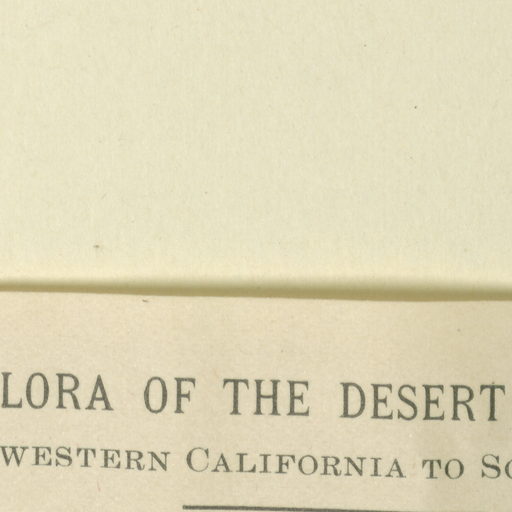 LORA OF THE DESERT
WESTERN CALIFORNIA TO SO